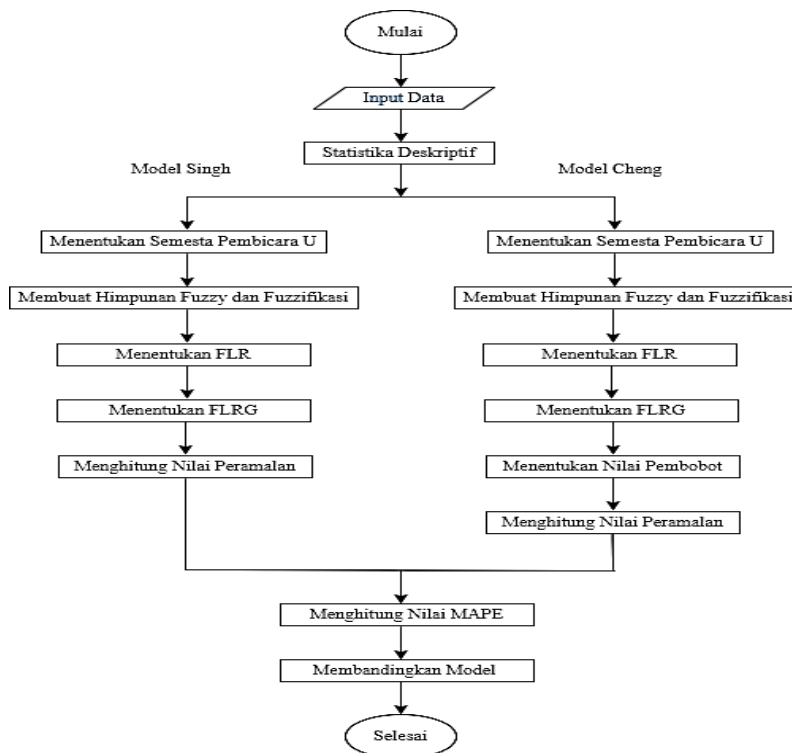 Mulai
Input Data
Statistika Deskriptif
Model Singh
Model Cheng
Menentukan Semesta Pembicara U
Menentukan Semesta Pembicara U
Membuat Himpunan Fuzzy dan Fuzzifikasi
Membuat Himpunan Fuzzy dan Fuzzifikasi
Menentukan FLR
Menentukan FLR
Menentukan FLRG
Menentukan FLRG
Menghitung Nilai Peramalan
Menentukan Nilai Pembobot
Menghitung Nilai Peramalan
Menghitung Nilai MAPE
Membandingkan Model
Selesai